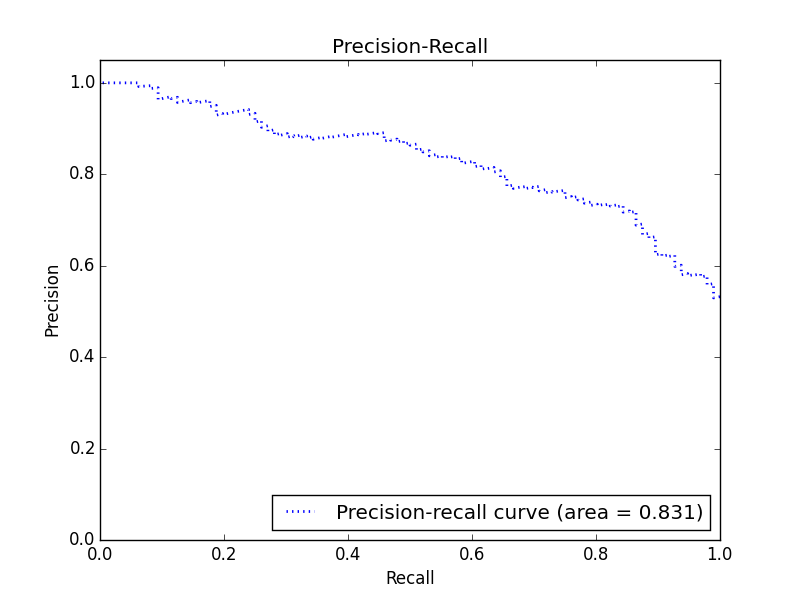 Precision-Recall
1.0
0.8
0.6
0.4
0.2
0.0
Precision
Precision-recall curve (area = 0.831)
0.0 0.2 0.4 0.6 0.8 1.0
Recall